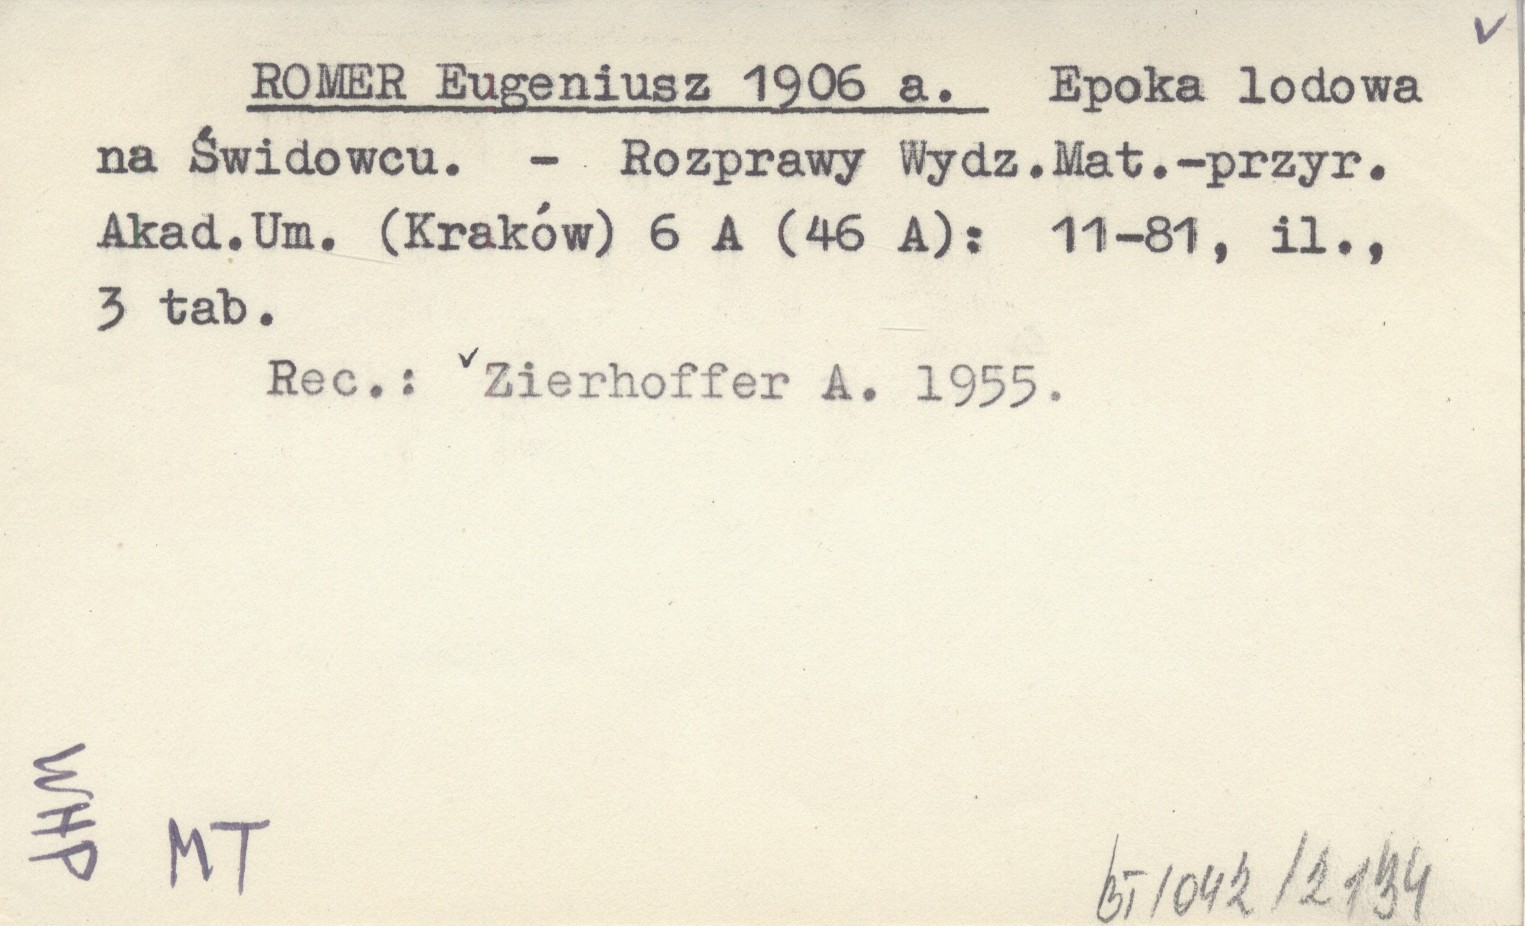 ROMER Eugeniusz 1906 a. Epoka lodowa
na Świdowcu. - Rozprawy Wydz.Mat.-przyr.
Akad.Um. (Kraków) 6 A (46 A): 11-81, il.,
3 tab.
Rec.: Zierhoffer A. 1955.
WHP
MT
/042/2134